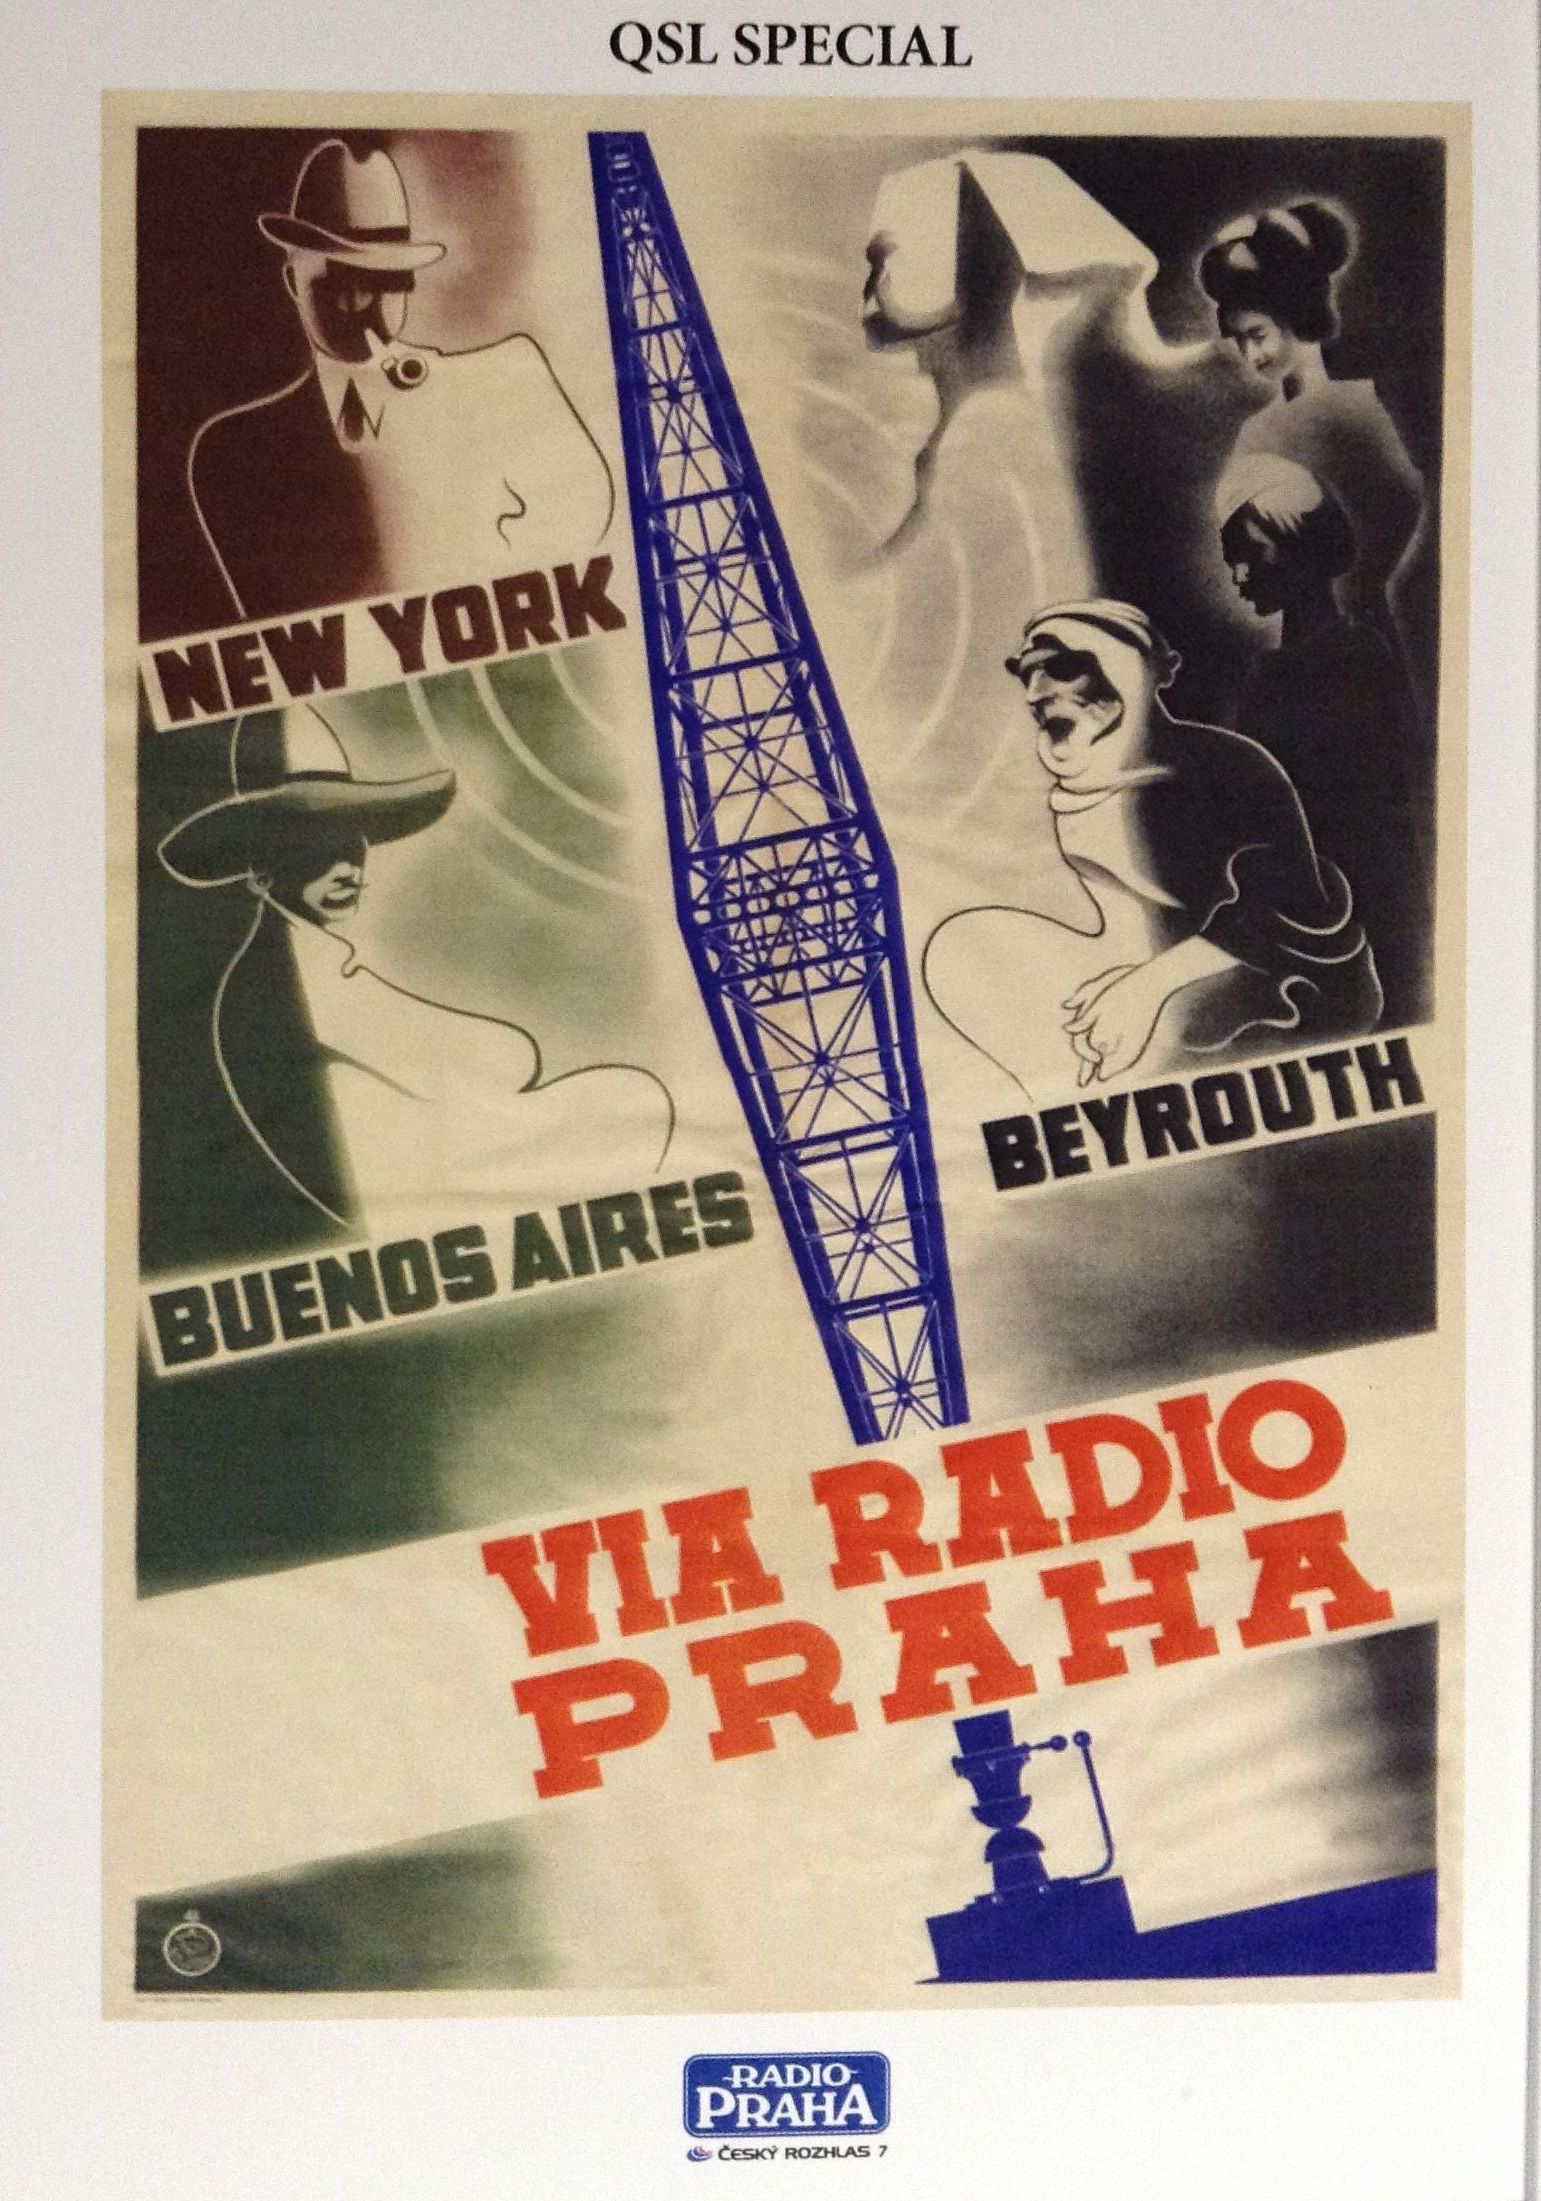 QSL SPECIAL
NEW YORK
BUENOS AIRES
BEYROUTH
VIA RADIO
PRAHA
RADIO
PRAHA
ČESKÝ ROZHLAS 7